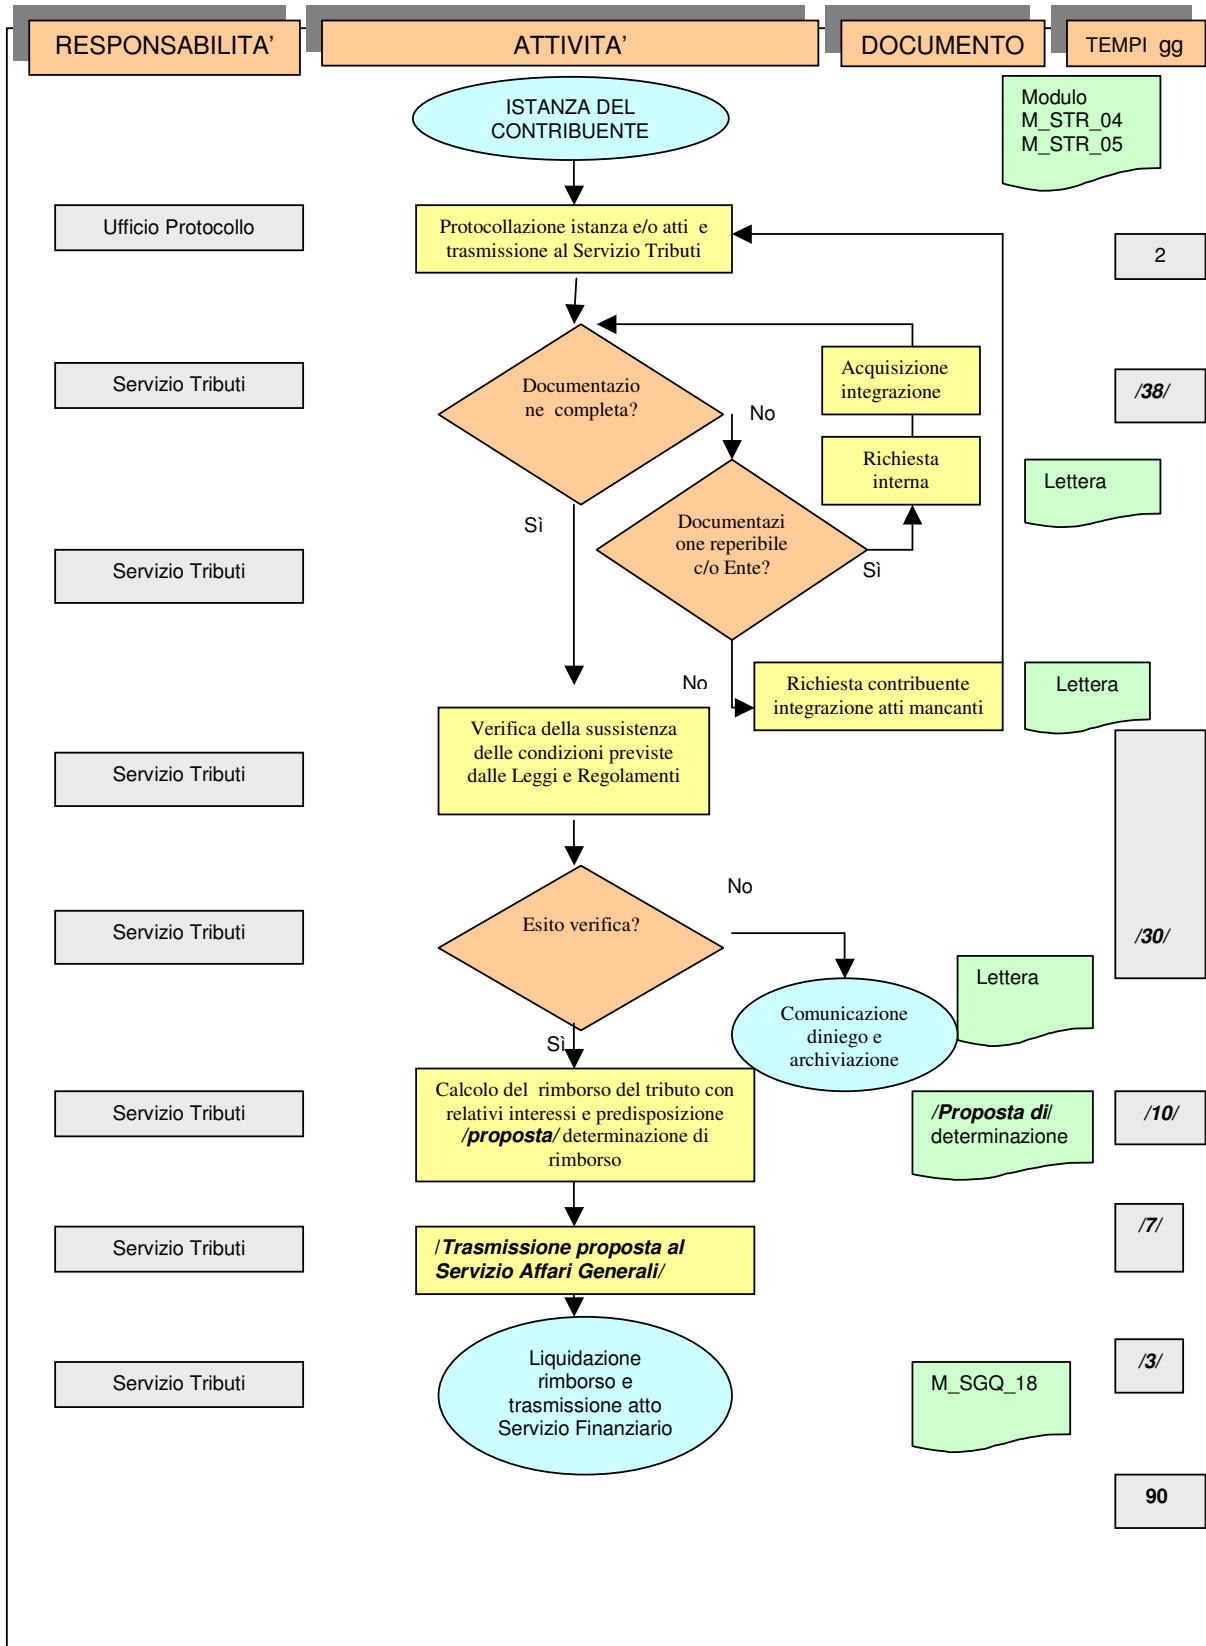 RESPONSABILITA’
ATTIVITA’
DOCUMENTO
TEMPI gg
ISTANZA DEL
CONTRIBUENTE
Modulo
M_STR_04
M_STR_05
Ufficio Protocollo
Protocollazione istanza e/o atti e
trasmissione al Servizio Tributi
2
Servizio Tributi
Documentazio
ne completa?
No
Acquisizione
integrazione
/38/
Richiesta
interna
Lettera
Sì
Servizio Tributi
Documentazi
one reperibile
c/o Ente?
Sì
No
Richiesta contribuente
integrazione atti mancanti
Lettera
Servizio Tributi
Verifica della sussistenza
delle condizioni previste
dalle Leggi e Regolamenti
No
Servizio Tributi
Esito verifica?
/30/
Lettera
Comunicazione
diniego e
archiviazione
Sì
Servizio Tributi
Calcolo del rimborso del tributo con
relativi interessi e predisposizione
/proposta/ determinazione di
rimborso
/Proposta di/
determinazione
/10/
Servizio Tributi
/Trasmissione proposta al
Servizio Affari Generali/
/7/
Servizio Tributi
Liquidazione
rimborso e
trasmissione atto
Servizio Finanziario
M_SGQ_18
/3/
90